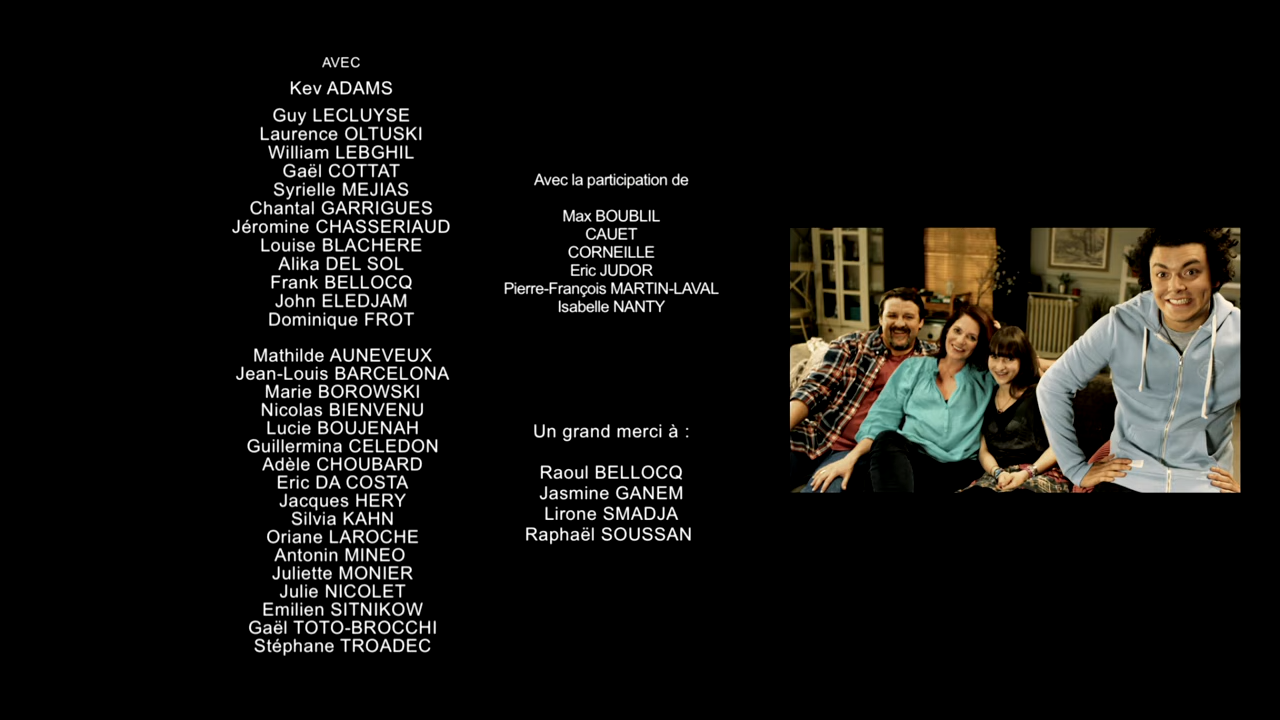 AVEC
Kev ADAMS
Guy LECLUYSE
Laurence OLTUSKI
William LEBGHIL
Gaël COTTAT
Syrielle MEJIAS
Chantal GARRIGUES
Jéromine CHASSERIAUD
Louise BLACHERE
Alika DEL SOL
Frank BELLOCQ
John ELEDJAM
Dominique FROT
Mathilde AUNEVEUX
Jean-Louis BARCELONA
Marie BOROWSKI
Nicolas BIENVENU
Lucie BOUJENAH
Guillermina CELEDON
Adèle CHOUBARD
Eric DA COSTA
Jacques HERY
Silvia KAHN
Oriane LAROCHE
Antonin MINEO
Juliette MONIER
Julie NICOLET
Emilien SITNIKOW
Gaël TOTO-BROCCHI
Stéphane TROADEC
Avec la participation de
Max BOUBLIL
CAUET
CORNEILLE
Eric JUDOR
Pierre-François MARTIN-LAVAL
Isabelle NANTY
Un grand merci à :
Raoul BELLOCQ
Jasmine GANEM
Lirone SMADJA
Raphaël SOUSSAN